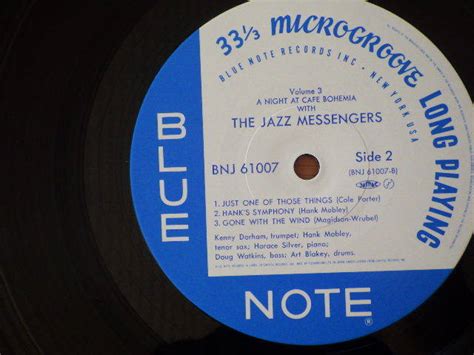 33 1/3 MICROGROOVE LONG PLAYING
BLUE NOTE RECORDS INC · NEW YORK USA
Volume 3
A NIGHT AT CAFE BOHEMIA
WITH
THE JAZZ MESSENGERS
BNJ 61007
Side 2
(BNJ 61007-B)
1. JUST ONE OF THOSE THINGS (Cole Porter)
2. HANK'S SYMPHONY (Hank Mobley)
3. GONE WITH THE WIND (Magidson-Wrubel)
Kenny Dorham, trumpet; Hank Mobley,
tenor sax; Horace Silver, piano;
Doug Watkins, bass; Art Blakey, drums.
BLUE
NOTE
®